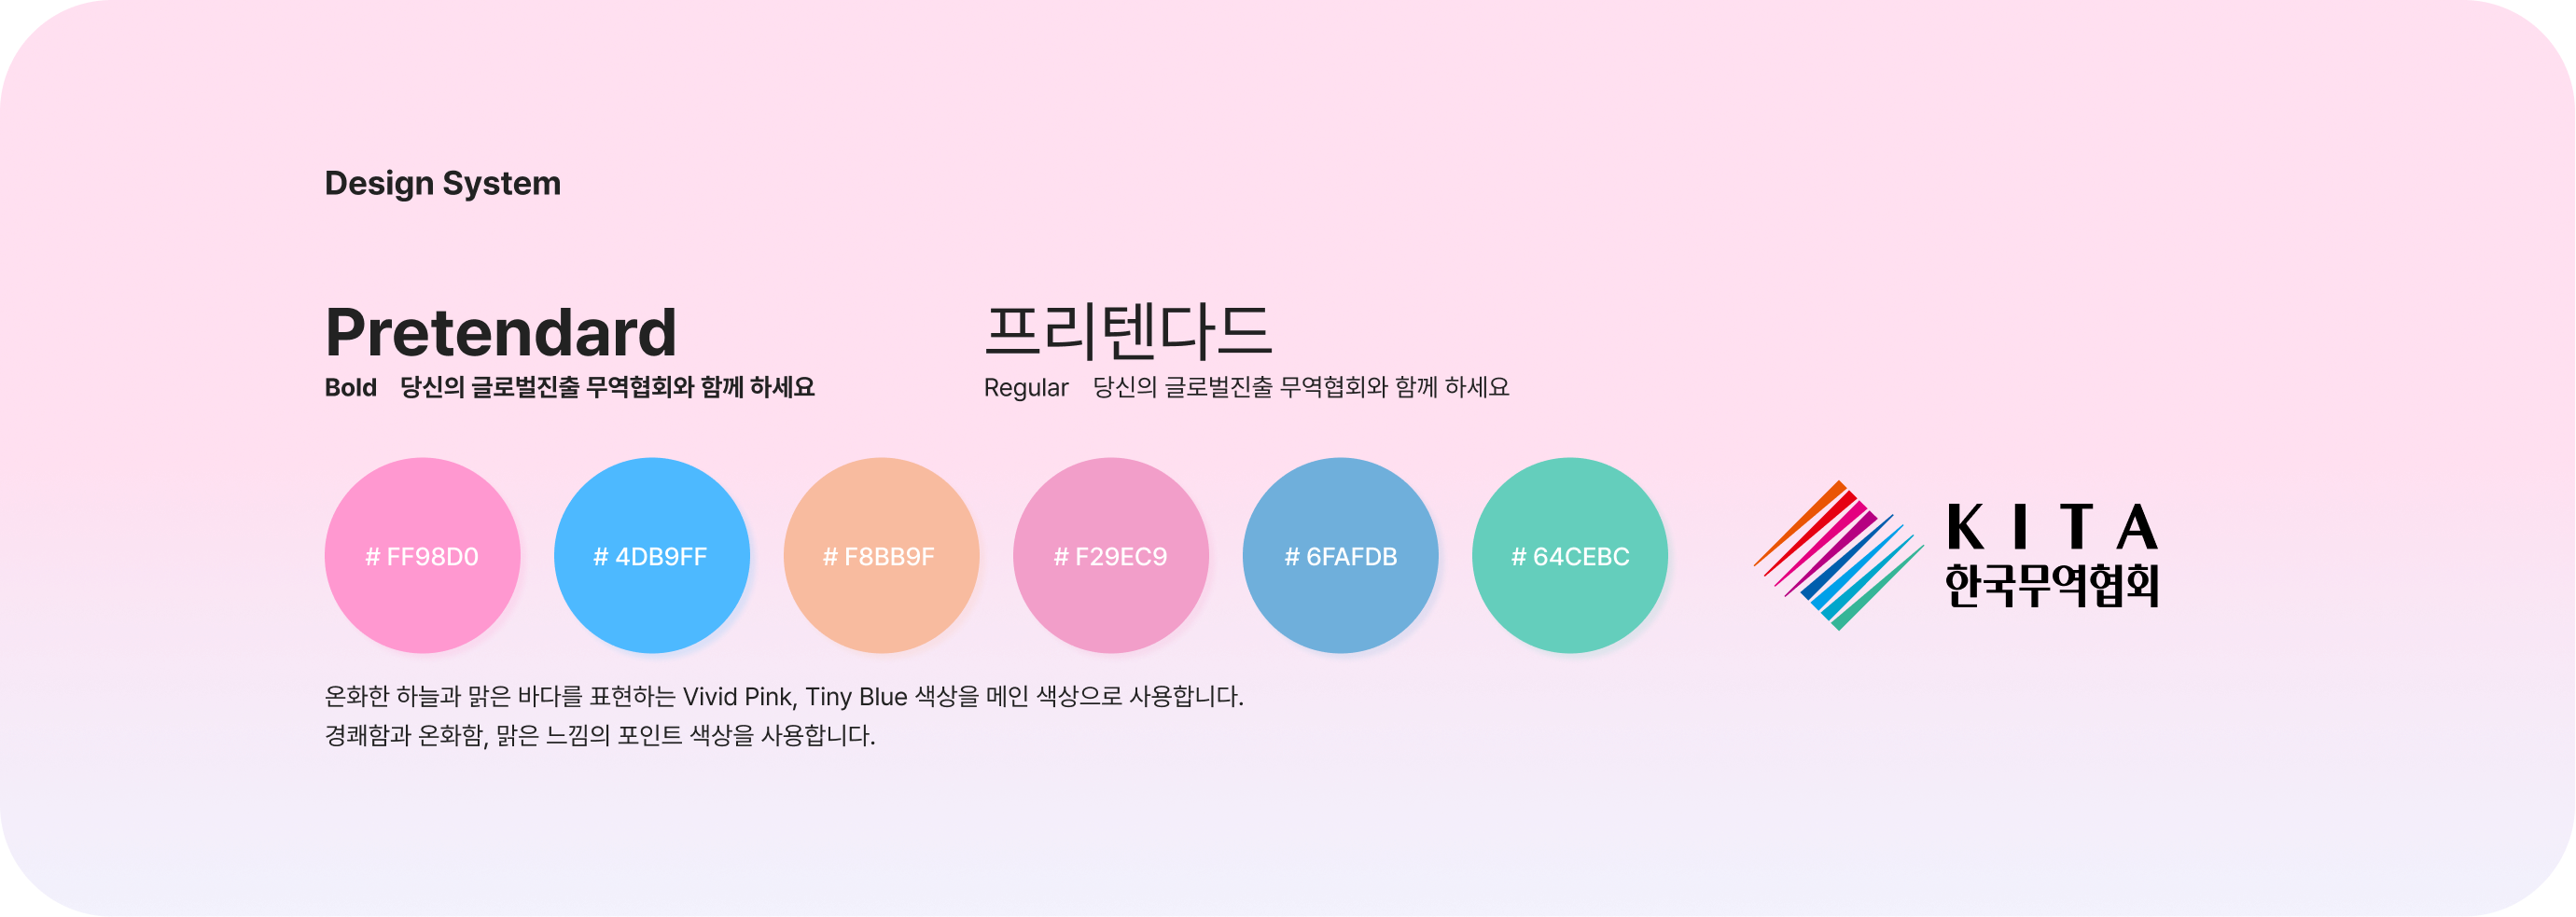 Design System
Pretendard
Bold 당신의 글로벌진출 무역협회와 함께 하세요
프리텐다드
Regular 당신의 글로벌진출 무역협회와 함께 하세요
# FF98D0
# 4DB9FF
# F8BB9F
# F29EC9
# 6FAFDB
# 64CEBC
KITA
한국무역협회
온화한 하늘과 맑은 바다를 표현하는 Vivid Pink, Tiny Blue 색상을 메인 색상으로 사용합니다.
경쾌함과 온화함, 맑은 느낌의 포인트 색상을 사용합니다.